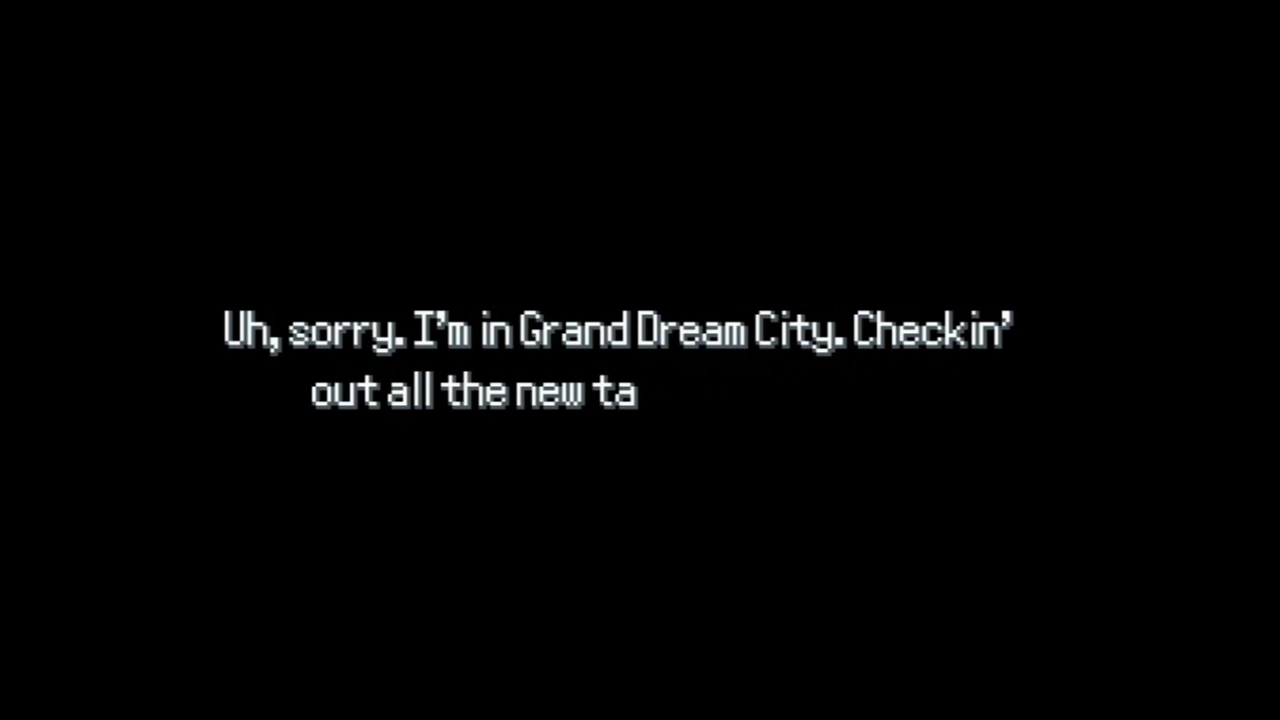 Uh, sorry. I'm in Grand Dream City. Checkin'
out all the new ta